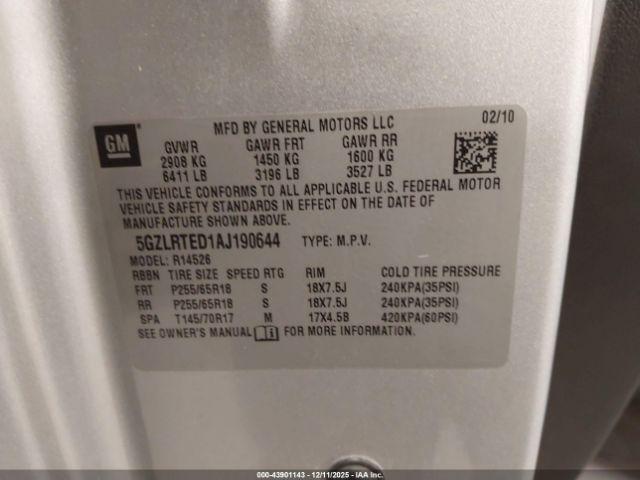 MFD BY GENERAL MOTORS LLC 02/10
GM
GVWR GAWR FRT GAWR RR
2908 KG 1450 KG 1600 KG
6411 LB 3196 LB 3527 LB
THIS VEHICLE CONFORMS TO ALL APPLICABLE U.S. FEDERAL MOTOR
VEHICLE SAFETY STANDARDS IN EFFECT ON THE DATE OF
MANUFACTURE SHOWN ABOVE.
5GZLRTED1AJ190644 TYPE: M.P.V.
MODEL: R14526
RBBN TIRE SIZE SPEED RTG RIM COLD TIRE PRESSURE
FRT P255/65R18 S 18X7.5J 240KPA(35PSI)
RR P255/65R18 S 18X7.5J 240KPA(35PSI)
SPA T145/70R17 M 17X4.5B 420KPA(60PSI)
SEE OWNER'S MANUAL FOR MORE INFORMATION
000-43901143 - 12/11/2025 - IAA Inc.